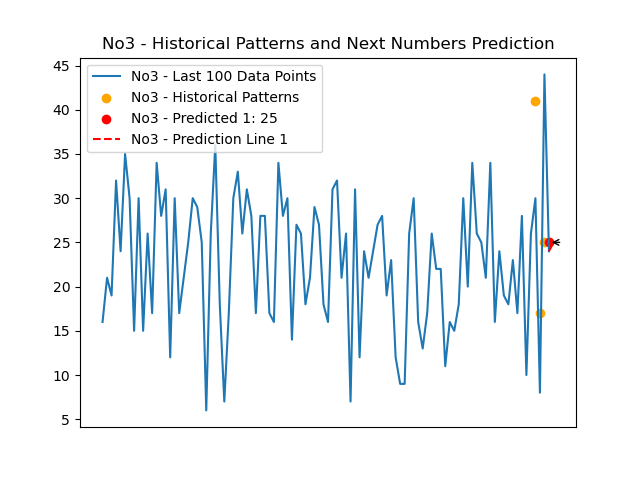 No3 - Historical Patterns and Next Numbers Prediction
No3 - Last 100 Data Points
No3 - Historical Patterns
No3 - Predicted 1: 25
No3 - Prediction Line 1
45
40
35
30
25
20
15
10
5